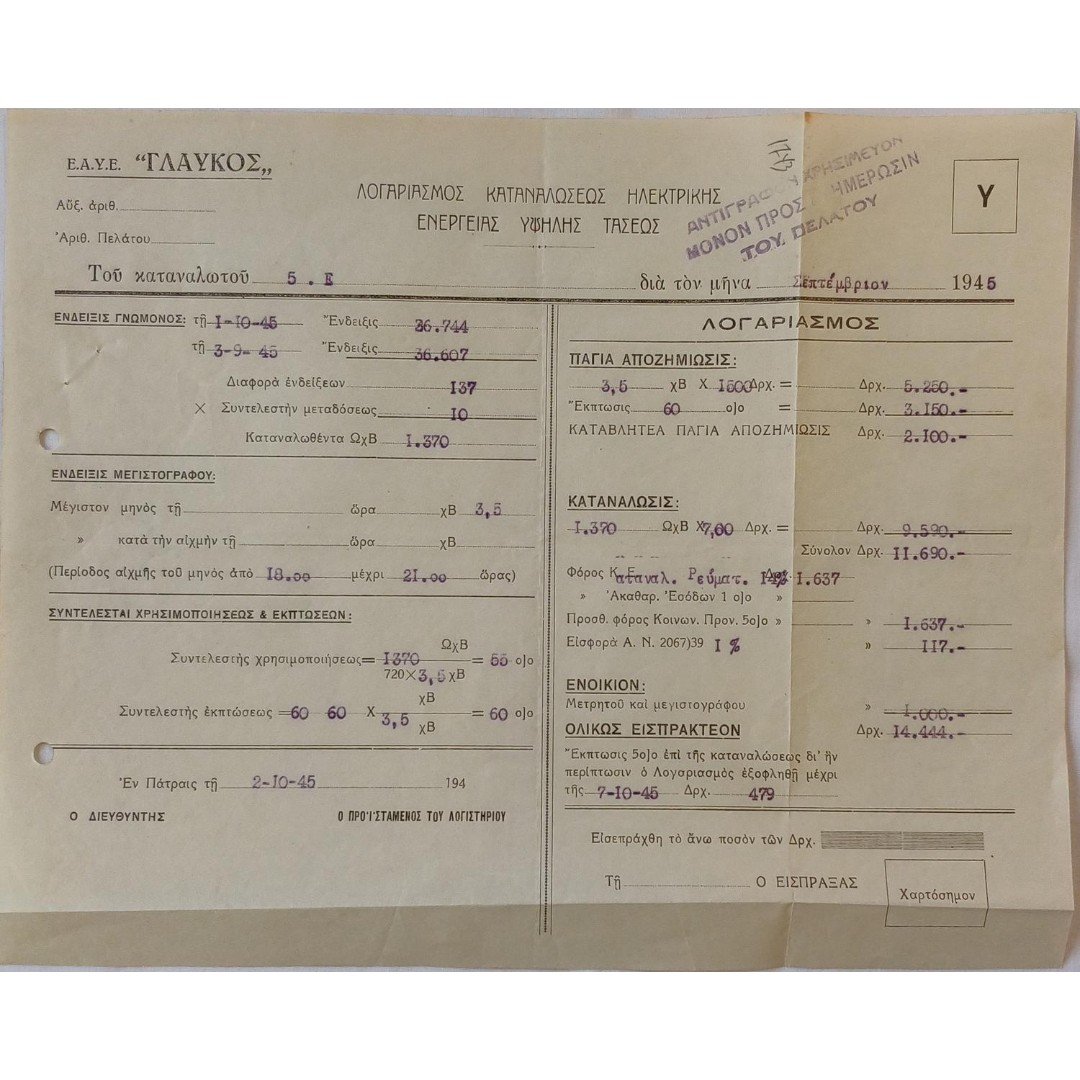 Ε.Α.Υ.Ε. "ΓΛΑΥΚΟΣ„
Αὔξ. ἀριθ.
Ἀριθ. Πελάτου
ΛΟΓΑΡΙΑΣΜΟΣ ΚΑΤΑΝΑΛΩΣΕΩΣ ΗΛΕΚΤΡΙΚΗΣ
ΕΝΕΡΓΕΙΑΣ ΥΨΗΛΗΣ ΤΑΣΕΩΣ
ΑΝΤΙΓΡΑΦΟΝ ΧΡΗΣΙΜΕΥΟΝ
ΜΟΝΟΝ ΠΡΟΣ ΕΝΗΜΕΡΩΣΙΝ
ΤΟΥ ΠΕΛΑΤΟΥ
Υ
Τοῦ καταναλωτοῦ 5 . Ε διὰ τὸν μῆνα Σεπτέμβριον 1945
ΕΝΔΕΙΞΙΣ ΓΝΩΜΟΝΟΣ: τῇ 1-10-45 Ἔνδειξις 36.744
» τῇ 3-9-45 Ἔνδειξις 36.607
Διαφορὰ ἐνδείξεων 137
× Συντελεστὴν μεταδόσεως 10
Καταναλωθέντα ΩχΒ 1.370
ΕΝΔΕΙΞΙΣ ΜΕΓΙΣΤΟΓΡΑΦΟΥ:
Μέγιστον μηνὸς τῇ ὥρα χΒ 3,5
» κατὰ τὴν αἰχμὴν τῇ ὥρα χΒ
(Περίοδος αἰχμῆς τοῦ μηνὸς ἀπὸ 18.00 μέχρι 21.00 ὥρας)
ΣΥΝΤΕΛΕΣΤΑΙ ΧΡΗΣΙΜΟΠΟΙΗΣΕΩΣ & ΕΚΠΤΩΣΕΩΝ:
ΩχΒ
Συντελεστὴς χρησιμοποιήσεως= 1370 = 55 ο)ο
720×3,5 χΒ
χΒ
Συντελεστὴς ἐκπτώσεως =60 60 Χ 3,5 = 60 ο)ο
χΒ
Ἐν Πάτραις τῇ 2-10-45 194
Ο ΔΙΕΥΘΥΝΤΗΣ Ο ΠΡΟΪΣΤΑΜΕΝΟΣ ΤΟΥ ΛΟΓΙΣΤΗΡΙΟΥ
ΛΟΓΑΡΙΑΣΜΟΣ
ΠΑΓΙΑ ΑΠΟΖΗΜΙΩΣΙΣ:
3,5 χΒ Χ 1500 Δρχ. = Δρχ. 5.250.-
Ἔκπτωσις 60 ο)ο = Δρχ. 3.150.-
ΚΑΤΑΒΛΗΤΕΑ ΠΑΓΙΑ ΑΠΟΖΗΜΙΩΣΙΣ Δρχ. 2.100.-
ΚΑΤΑΝΑΛΩΣΙΣ:
1.370 ΩχΒ Χ7,00 Δρχ. = Δρχ. 9.590.-
Σύνολον Δρχ. 11.690.-
Φόρος Κ. Ε. αταναλ. Ρεύματ. 14% Δρχ. 1.637
» Ἀκαθαρ. Ἐσόδων 1 ο)ο »
Προσθ. φόρος Κοινων. Προν. 5ο)ο » » 1.637.-
Εἰσφορὰ Α. Ν. 2067)39 1 % » 117.-
ΕΝΟΙΚΙΟΝ:
Μετρητοῦ καὶ μεγιστογράφου » 1.000.-
ΟΛΙΚΩΣ ΕΙΣΠΡΑΚΤΕΟΝ Δρχ. 14.444.-
Ἔκπτωσις 5ο)ο ἐπὶ τῆς καταναλώσεως δι' ἣν
περίπτωσιν ὁ Λογαριασμὸς ἐξοφληθῇ μέχρι
τῆς 7-10-45 Δρχ. 479
Εἰσεπράχθη τὸ ἄνω ποσὸν τῶν Δρχ.
Τῇ Ο ΕΙΣΠΡΑΞΑΣ
Χαρτόσημον